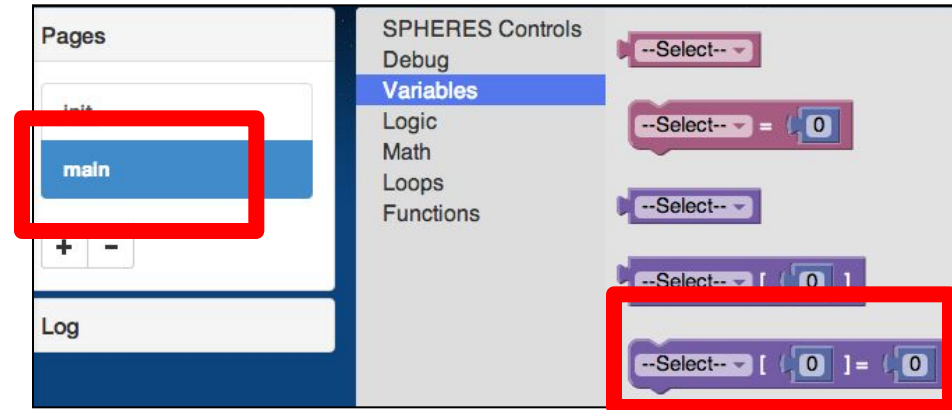 Pages
init
main
+ -
Log
SPHERES Controls
Debug
Variables
Logic
Math
Loops
Functions
--Select--
--Select-- = 0
--Select--
--Select-- [ 0 ]
--Select-- [ 0 ] = 0